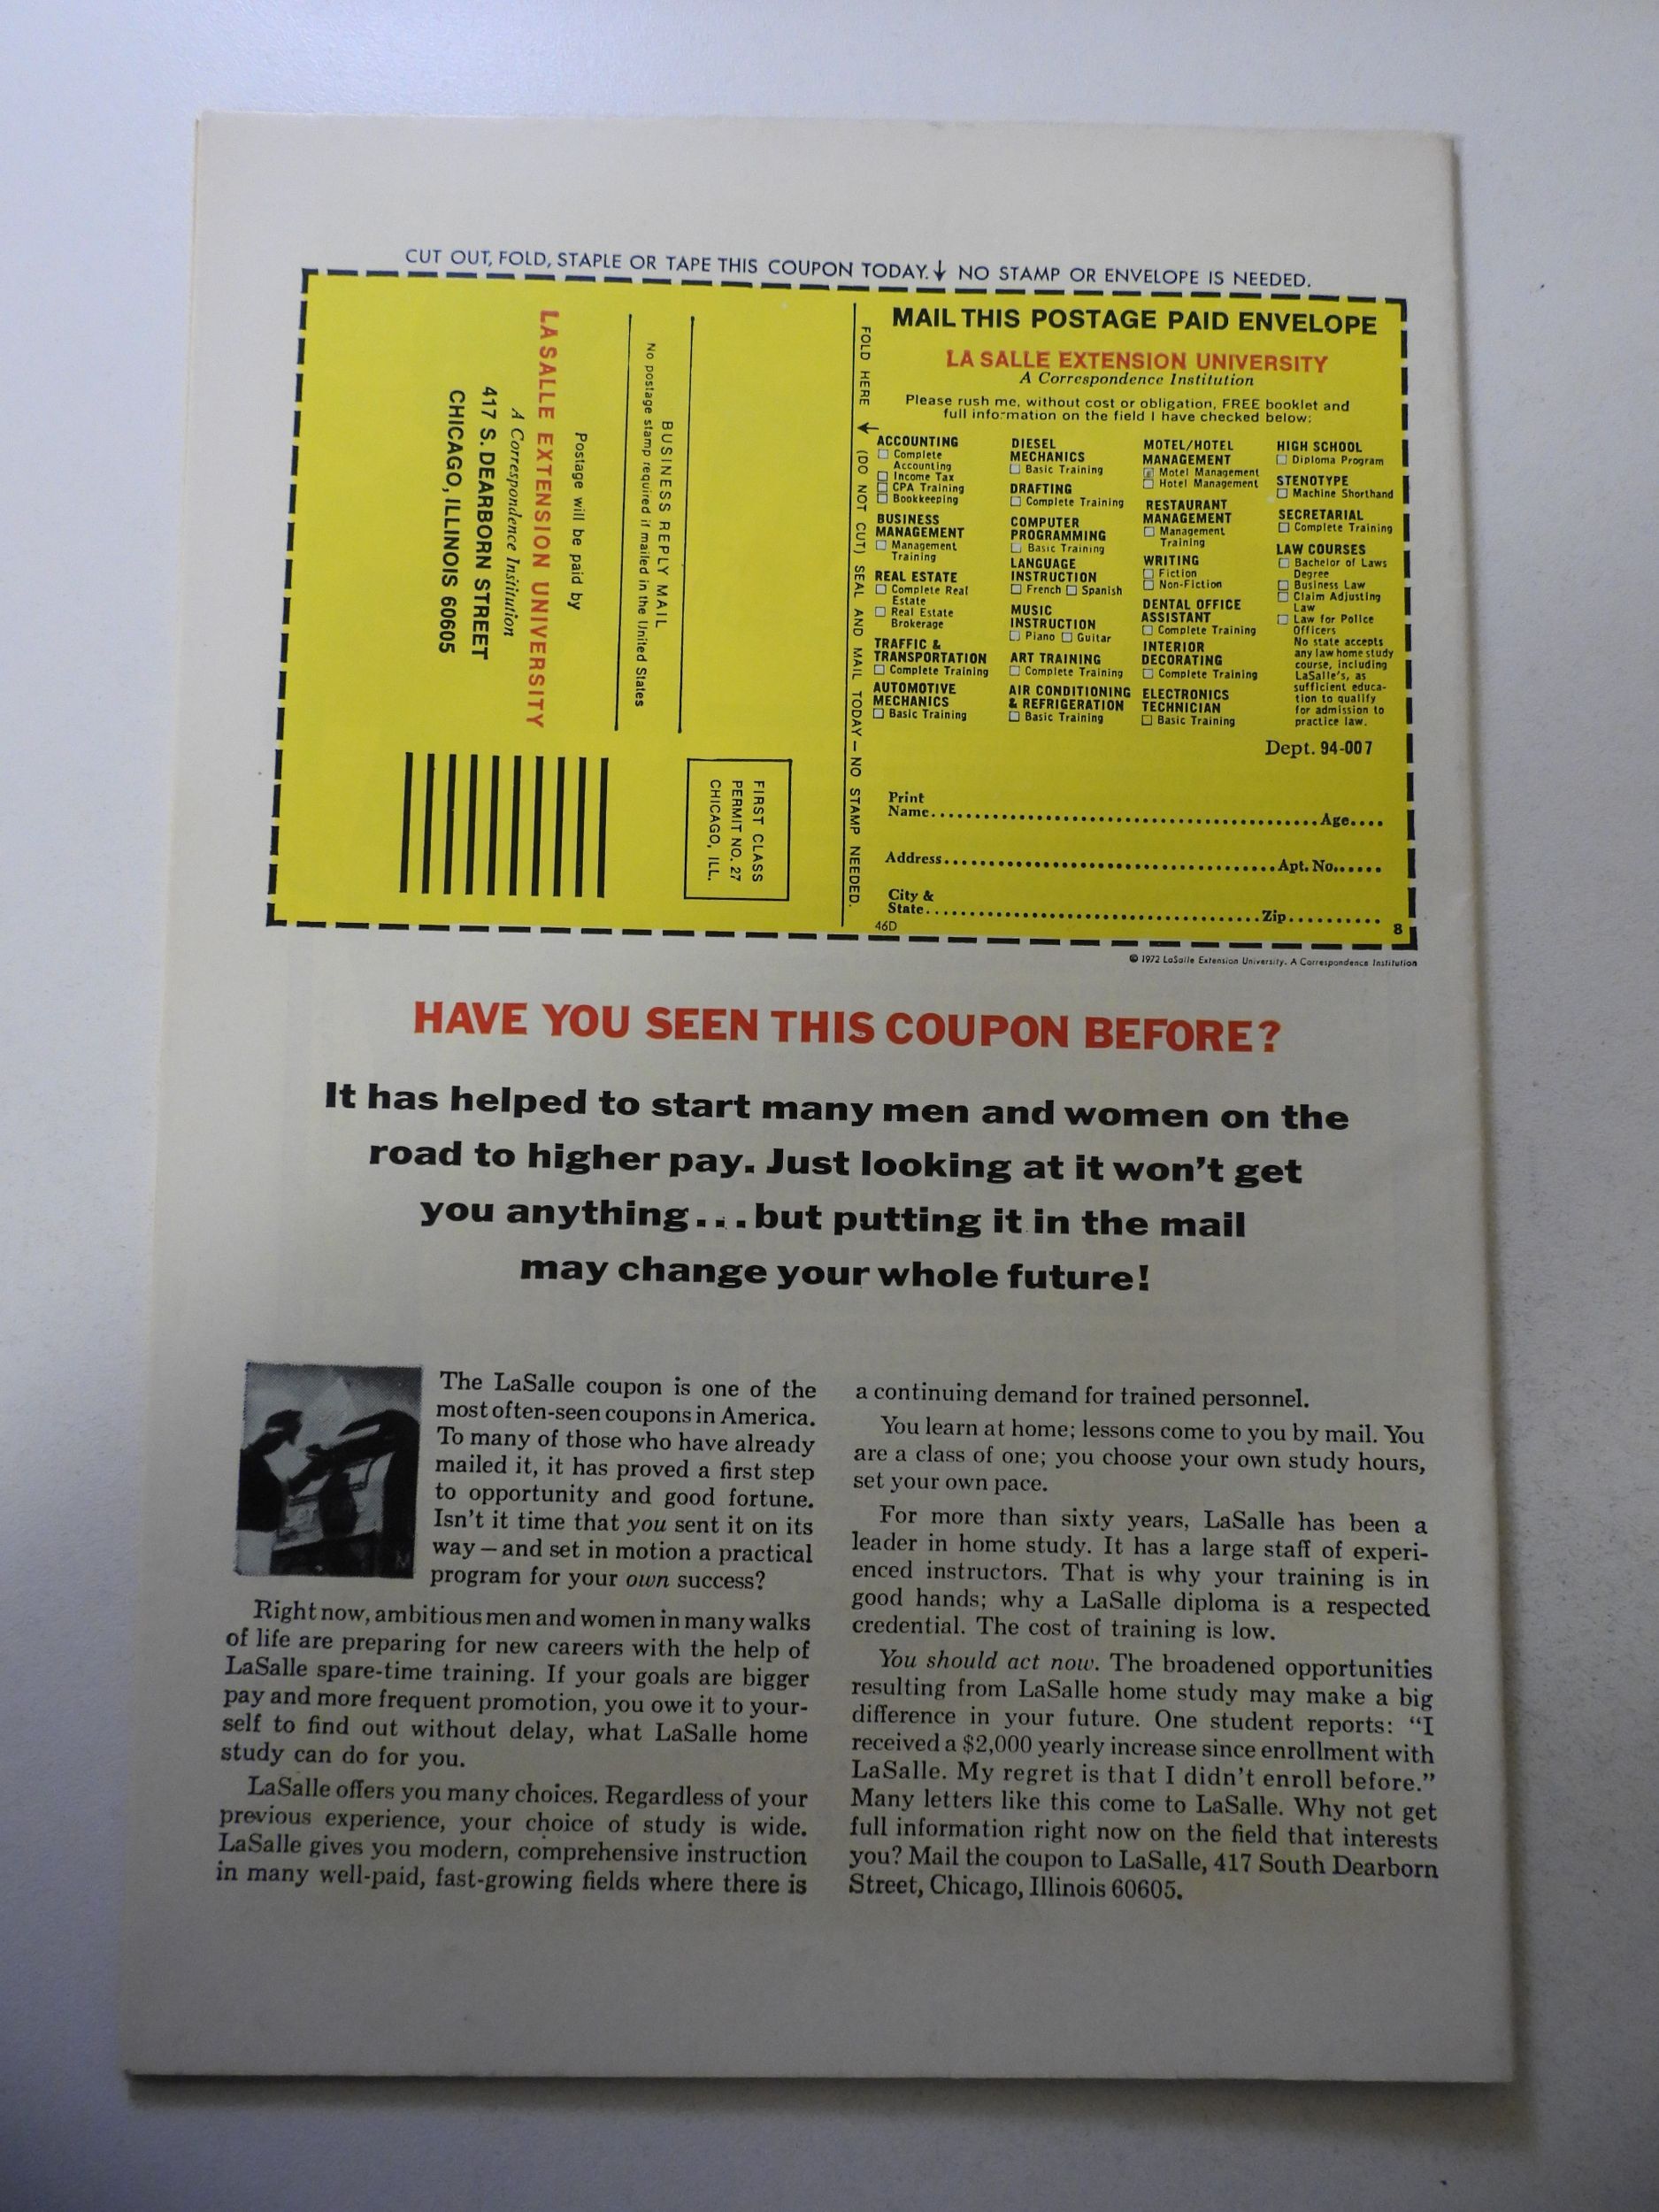 CUT OUT, FOLD, STAPLE OR TAPE THIS COUPON TODAY.↓ NO STAMP OR ENVELOPE IS NEEDED.
FIRST CLASS
PERMIT NO. 27
CHICAGO, ILL.
BUSINESS REPLY MAIL
No postage stamp required if mailed in the United States
Postage will be paid by
LA SALLE EXTENSION UNIVERSITY
A Correspondence Institution
417 S. DEARBORN STREET
CHICAGO, ILLINOIS 60605
FOLD HERE (DO NOT CUT) SEAL AND MAIL TODAY — NO STAMP NEEDED.
MAIL THIS POSTAGE PAID ENVELOPE
LA SALLE EXTENSION UNIVERSITY
A Correspondence Institution
Please rush me, without cost or obligation, FREE booklet and
full information on the field I have checked below:
ACCOUNTING
☐ Complete
Accounting
☐ Income Tax
☐ CPA Training
☐ Bookkeeping
BUSINESS
MANAGEMENT
☐ Management
Training
REAL ESTATE
☐ Complete Real
Estate
☐ Real Estate
Brokerage
TRAFFIC &
TRANSPORTATION
☐ Complete Training
AUTOMOTIVE
MECHANICS
☐ Basic Training
DIESEL
MECHANICS
☐ Basic Training
DRAFTING
☐ Complete Training
COMPUTER
PROGRAMMING
☐ Basic Training
LANGUAGE
INSTRUCTION
☐ French ☐ Spanish
MUSIC
INSTRUCTION
☐ Piano ☐ Guitar
ART TRAINING
☐ Complete Training
AIR CONDITIONING
& REFRIGERATION
☐ Basic Training
MOTEL/HOTEL
MANAGEMENT
☐ Motel Management
☐ Hotel Management
RESTAURANT
MANAGEMENT
☐ Management
Training
WRITING
☐ Fiction
☐ Non-Fiction
DENTAL OFFICE
ASSISTANT
☐ Complete Training
INTERIOR
DECORATING
☐ Complete Training
ELECTRONICS
TECHNICIAN
☐ Basic Training
HIGH SCHOOL
☐ Diploma Program
STENOTYPE
☐ Machine Shorthand
SECRETARIAL
☐ Complete Training
LAW COURSES
☐ Bachelor of Laws
Degree
☐ Business Law
☐ Claim Adjusting
Law
☐ Law for Police
Officers
No state accepts
any law home study
course, including
LaSalle's, as
sufficient educa-
tion to qualify
for admission to
practice law.
Dept. 94-007
Print
Name........................................Age....
Address........................................Apt. No......
City &
State........................................Zip..........
46D 8
© 1972 LaSalle Extension University. A Correspondence Institution
HAVE YOU SEEN THIS COUPON BEFORE?
It has helped to start many men and women on the
road to higher pay. Just looking at it won't get
you anything...but putting it in the mail
may change your whole future!
The LaSalle coupon is one of the
most often-seen coupons in America.
To many of those who have already
mailed it, it has proved a first step
to opportunity and good fortune.
Isn't it time that you sent it on its
way — and set in motion a practical
program for your own success?
Right now, ambitious men and women in many walks
of life are preparing for new careers with the help of
LaSalle spare-time training. If your goals are bigger
pay and more frequent promotion, you owe it to your-
self to find out without delay, what LaSalle home
study can do for you.
LaSalle offers you many choices. Regardless of your
previous experience, your choice of study is wide.
LaSalle gives you modern, comprehensive instruction
in many well-paid, fast-growing fields where there is
a continuing demand for trained personnel.
You learn at home; lessons come to you by mail. You
are a class of one; you choose your own study hours,
set your own pace.
For more than sixty years, LaSalle has been a
leader in home study. It has a large staff of experi-
enced instructors. That is why your training is in
good hands; why a LaSalle diploma is a respected
credential. The cost of training is low.
You should act now. The broadened opportunities
resulting from LaSalle home study may make a big
difference in your future. One student reports: "I
received a $2,000 yearly increase since enrollment with
LaSalle. My regret is that I didn't enroll before."
Many letters like this come to LaSalle. Why not get
full information right now on the field that interests
you? Mail the coupon to LaSalle, 417 South Dearborn
Street, Chicago, Illinois 60605.